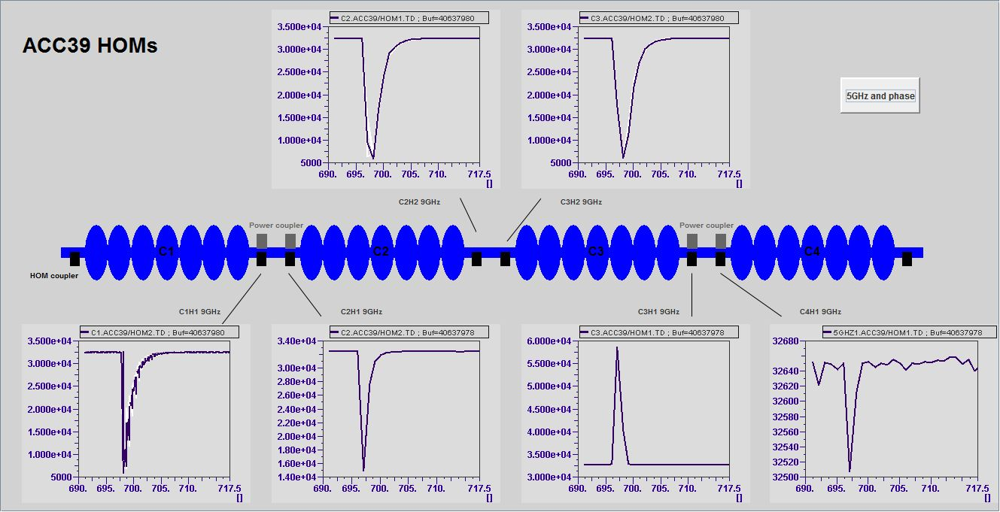 ACC39 HOMs
C2.ACC39/HOM1.TD ; Buf=40637980
3.500e+04
3.000e+04
2.500e+04
2.000e+04
1.500e+04
1.000e+04
5000
690. 695. 700. 705. 710. 717.5
[]
C3.ACC39/HOM2.TD ; Buf=40637980
3.500e+04
3.000e+04
2.500e+04
2.000e+04
1.500e+04
1.000e+04
5000
690. 695. 700. 705. 710. 717.5
[]
5GHz and phase
C2H2 9GHz
C3H2 9GHz
Power coupler
Power coupler
C1
C2
C3
C4
HOM coupler
C1H1 9GHz
C2H1 9GHz
C3H1 9GHz
C4H1 9GHz
C1.ACC39/HOM2.TD ; Buf=40637980
3.500e+04
3.000e+04
2.500e+04
2.000e+04
1.500e+04
1.000e+04
5000
690. 695. 700. 705. 710. 717.5
[]
C2.ACC39/HOM2.TD ; Buf=40637978
3.40e+04
3.00e+04
2.80e+04
2.60e+04
2.40e+04
2.20e+04
2.00e+04
1.80e+04
1.60e+04
1.40e+04
690. 695. 700. 705. 710. 717.5
[]
C3.ACC39/HOM1.TD ; Buf=40637978
6.000e+04
5.500e+04
5.000e+04
4.500e+04
4.000e+04
3.500e+04
3.000e+04
690. 695. 700. 705. 710. 717.5
[]
5GHZ1.ACC39/HOM1.TD ; Buf=40637978
32680
32640
32620
32600
32580
32560
32540
32520
32500
690. 695. 700. 705. 710. 717.5
[]